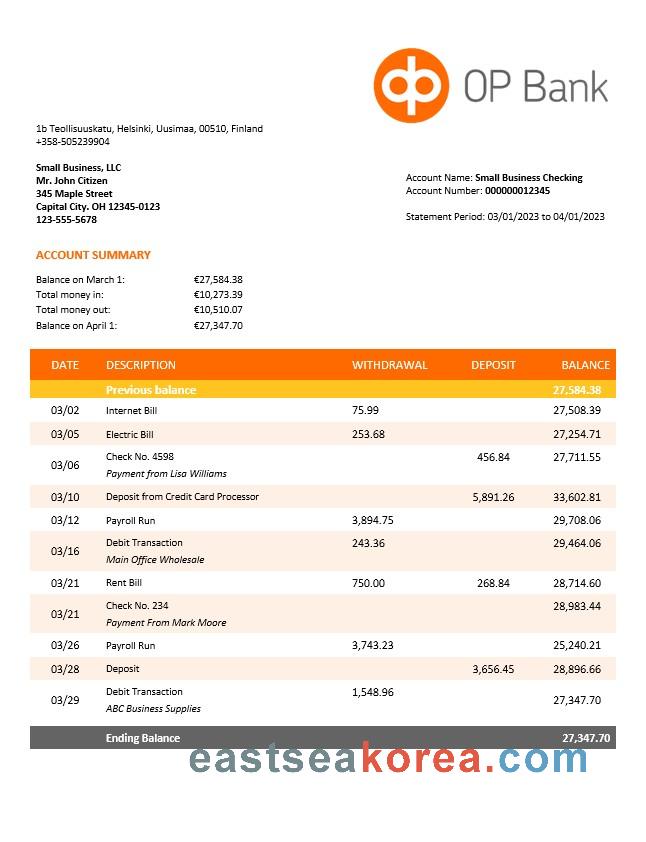 OP Bank
1b Teollisuuskatu, Helsinki, Uusimaa, 00510, Finland
+358-505239904
Small Business, LLC
Mr. John Citizen
345 Maple Street
Capital City. OH 12345-0123
123-555-5678
Account Name: Small Business Checking
Account Number: 000000012345
Statement Period: 03/01/2023 to 04/01/2023
ACCOUNT SUMMARY
Balance on March 1: €27,584.38
Total money in: €10,273.39
Total money out: €10,510.07
Balance on April 1: €27,347.70
DATE DESCRIPTION WITHDRAWAL DEPOSIT BALANCE
Previous balance 27,584.38
03/02 Internet Bill 75.99 27,508.39
03/05 Electric Bill 253.68 27,254.71
03/06 Check No. 4598 456.84 27,711.55
Payment from Lisa Williams
03/10 Deposit from Credit Card Processor 5,891.26 33,602.81
03/12 Payroll Run 3,894.75 29,708.06
03/16 Debit Transaction 243.36 29,464.06
Main Office Wholesale
03/21 Rent Bill 750.00 268.84 28,714.60
03/21 Check No. 234 28,983.44
Payment From Mark Moore
03/26 Payroll Run 3,743.23 25,240.21
03/28 Deposit 3,656.45 28,896.66
03/29 Debit Transaction 1,548.96 27,347.70
ABC Business Supplies
Ending Balance 27,347.70
eastseakorea.com